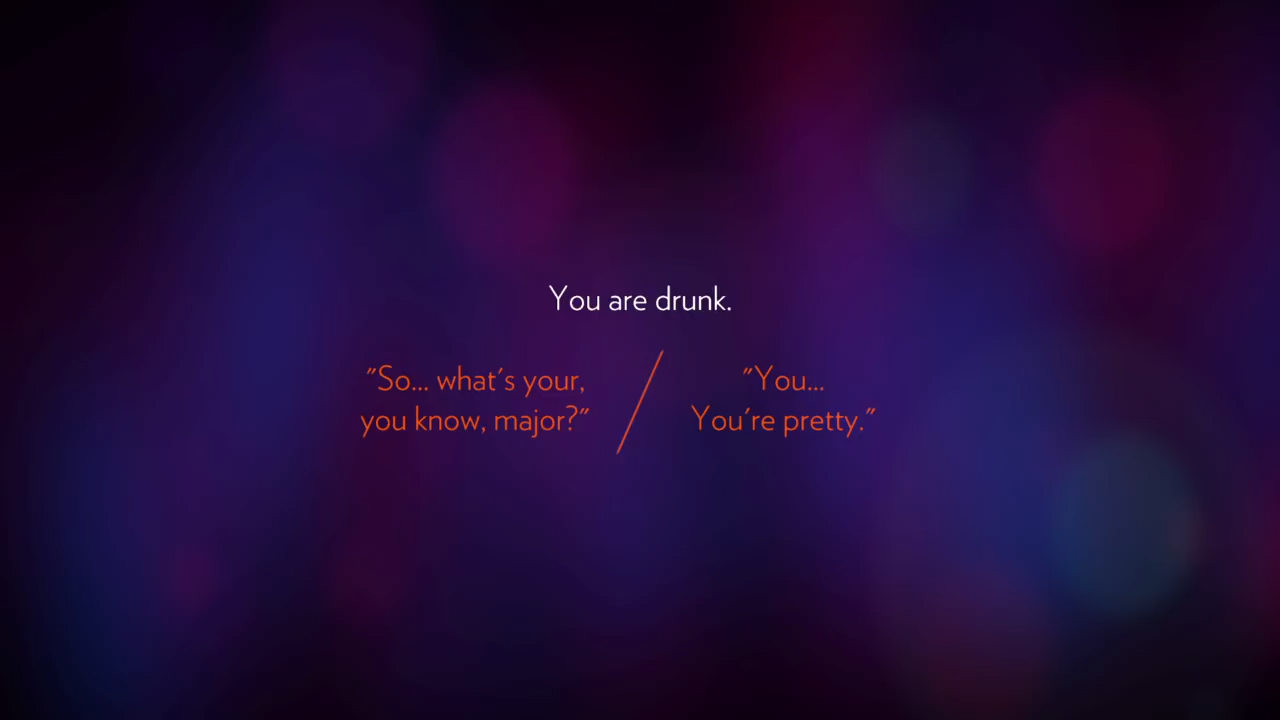 You are drunk.
"So... what's your,
you know, major?"
"You...
You're pretty."